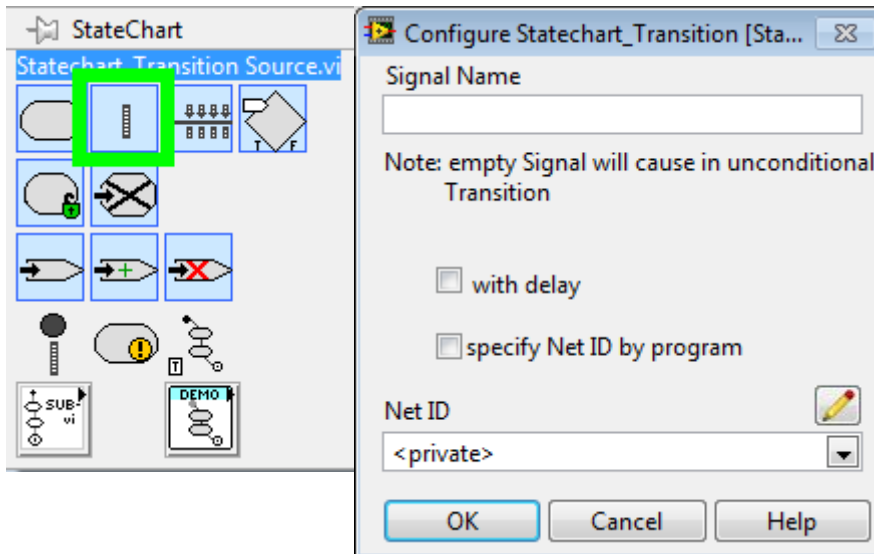 StateChart
Statechart_Transition Source.vi
T F
T
SUB-
vi
DEMO
Configure Statechart_Transition [Sta...
Signal Name
Note: empty Signal will cause in unconditional
Transition
with delay
specify Net ID by program
Net ID
<private>
OK Cancel Help